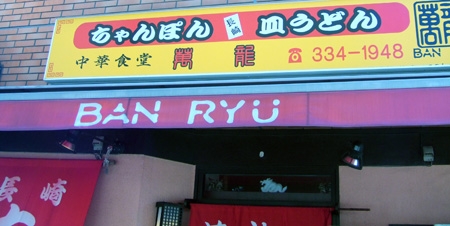 ちゃんぽん 長崎 皿うどん
中華食堂 萬龍 ☎334-1948
萬龍
BAN
BAN RYU
長崎